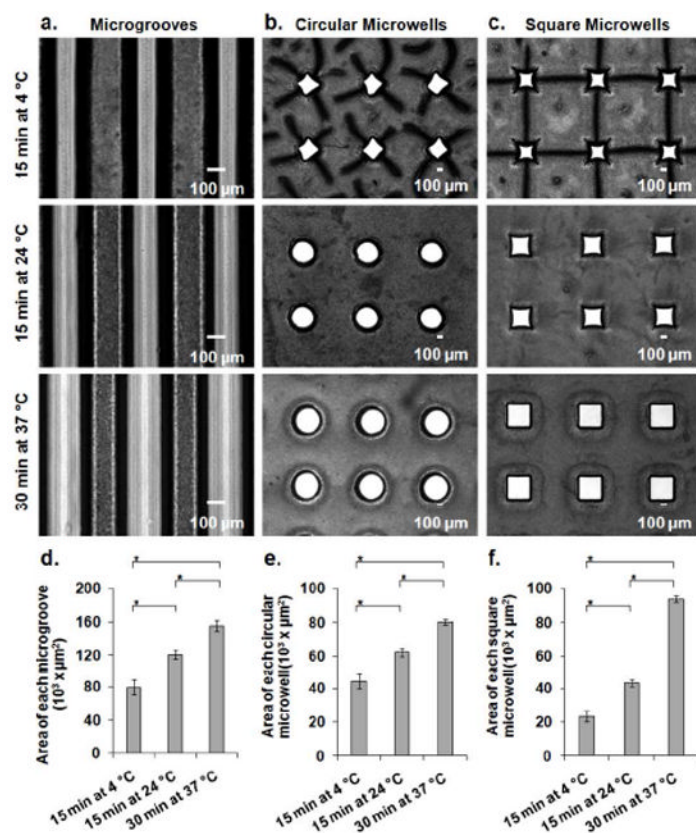 a. Microgrooves b. Circular Microwells c. Square Microwells
15 min at 4 °C
100 µm 100 µm 100 µm
15 min at 24 °C
100 µm 100 µm 100 µm
30 min at 37 °C
100 µm 100 µm 100 µm
d. e. f.
Area of each microgroove
(10³ x µm²)
200
160
120
80
40
0
* * *
15 min at 4 °C 15 min at 24 °C 30 min at 37 °C
Area of each circular
microwell (10³ x µm²)
100
80
60
40
20
0
* * *
15 min at 4 °C 15 min at 24 °C 30 min at 37 °C
Area of each square
microwell (10³ x µm²)
100
80
60
40
20
0
* * *
15 min at 4 °C 15 min at 24 °C 30 min at 37 °C